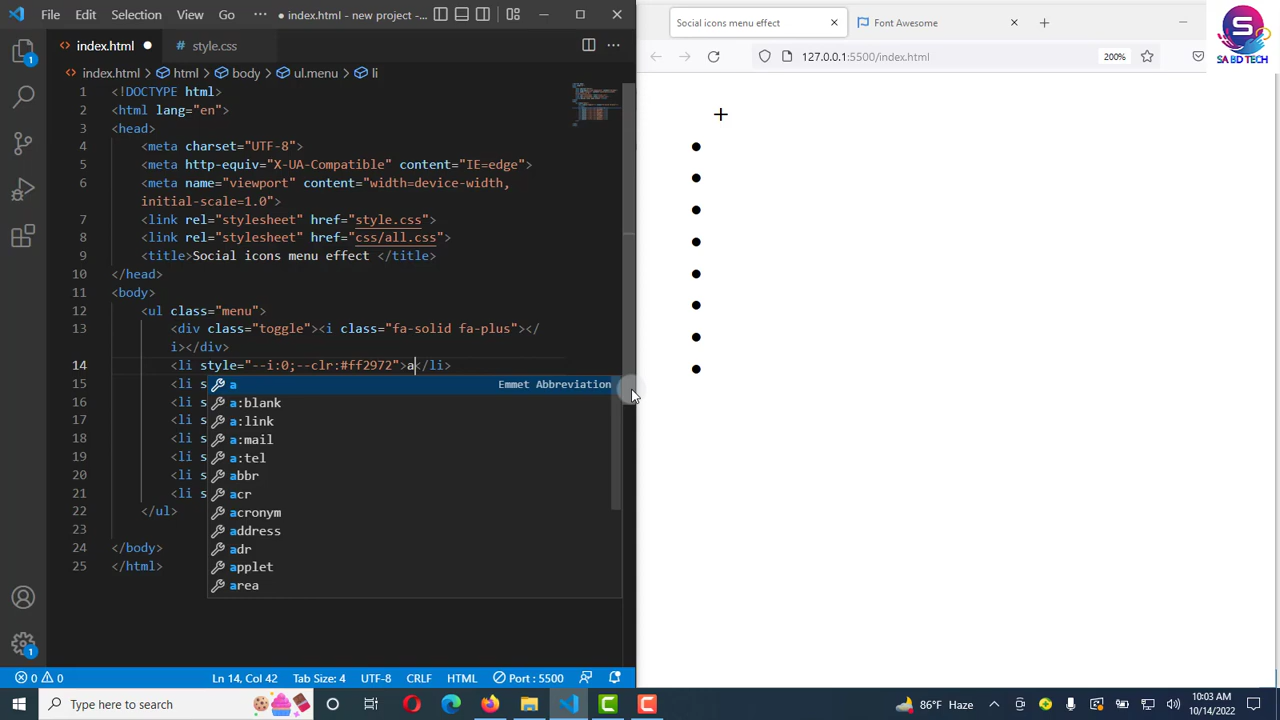 File Edit Selection View Go ··· ● index.html - new project - ...
index.html ● style.css
index.html > html > body > ul.menu > li
1 <!DOCTYPE html>
2 <html lang="en">
3 <head>
4 <meta charset="UTF-8">
5 <meta http-equiv="X-UA-Compatible" content="IE=edge">
6 <meta name="viewport" content="width=device-width,
initial-scale=1.0">
7 <link rel="stylesheet" href="style.css">
8 <link rel="stylesheet" href="css/all.css">
9 <title>Social icons menu effect </title>
10 </head>
11 <body>
12 <ul class="menu">
13 <div class="toggle"><i class="fa-solid fa-plus"></
i></div>
14 <li style="--i:0;--clr:#ff2972">a</li>
15 <li s
16 <li s
17 <li s
18 <li s
19 <li s
20 <li s
21 <li s
22 </ul>
23
24 </body>
25 </html>
a Emmet Abbreviation
a:blank
a:link
a:mail
a:tel
abbr
acr
acronym
address
adr
applet
area
1
1
0 0 Ln 14, Col 42 Tab Size: 4 UTF-8 CRLF HTML Port : 5500
Social icons menu effect
Font Awesome
127.0.0.1:5500/index.html 200%
S
SA BD TECH
Type here to search
86°F Haze
10:03 AM
10/14/2022